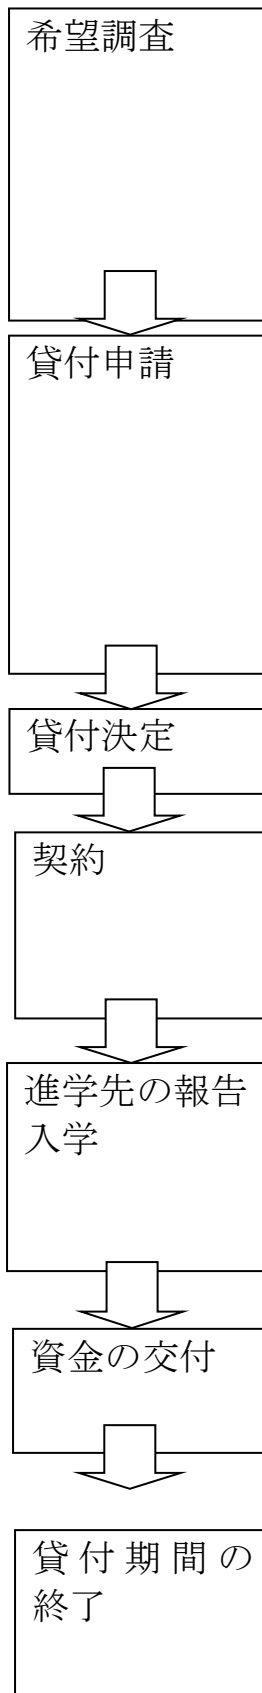 希望調査
貸付申請
貸付決定
契約
進学先の報告
入学
資金の交付
貸付期間の
終了